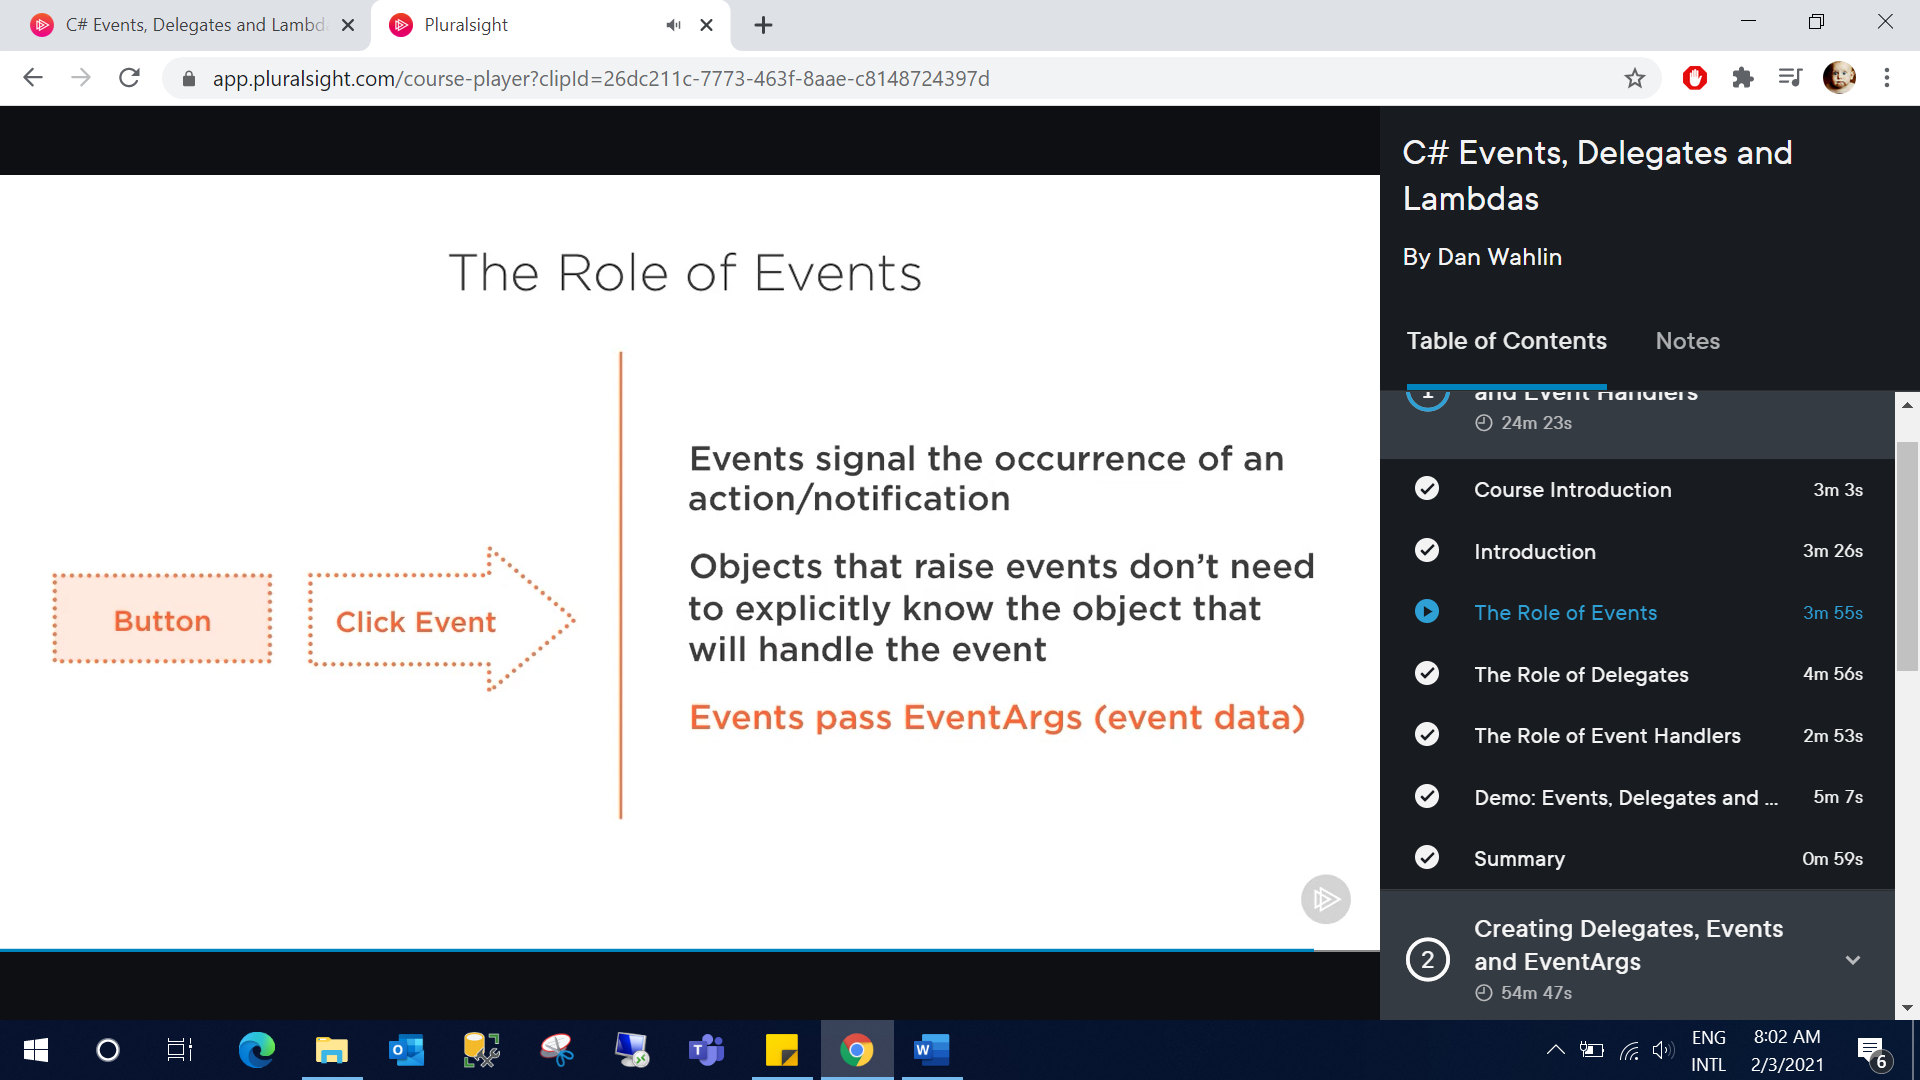 C# Events, Delegates and Lambd
Pluralsight
app.pluralsight.com/course-player?clipId=26dc211c-7773-463f-8aae-c8148724397d
The Role of Events
Button
Click Event
Events signal the occurrence of an
action/notification
Objects that raise events don't need
to explicitly know the object that
will handle the event
Events pass EventArgs (event data)
C# Events, Delegates and
Lambdas
By Dan Wahlin
Table of Contents
Notes
1
and Event Handlers
24m 23s
Course Introduction
3m 3s
Introduction
3m 26s
The Role of Events
3m 55s
The Role of Delegates
4m 56s
The Role of Event Handlers
2m 53s
Demo: Events, Delegates and ...
5m 7s
Summary
0m 59s
2
Creating Delegates, Events
and EventArgs
54m 47s
ENG
INTL
8:02 AM
2/3/2021
6